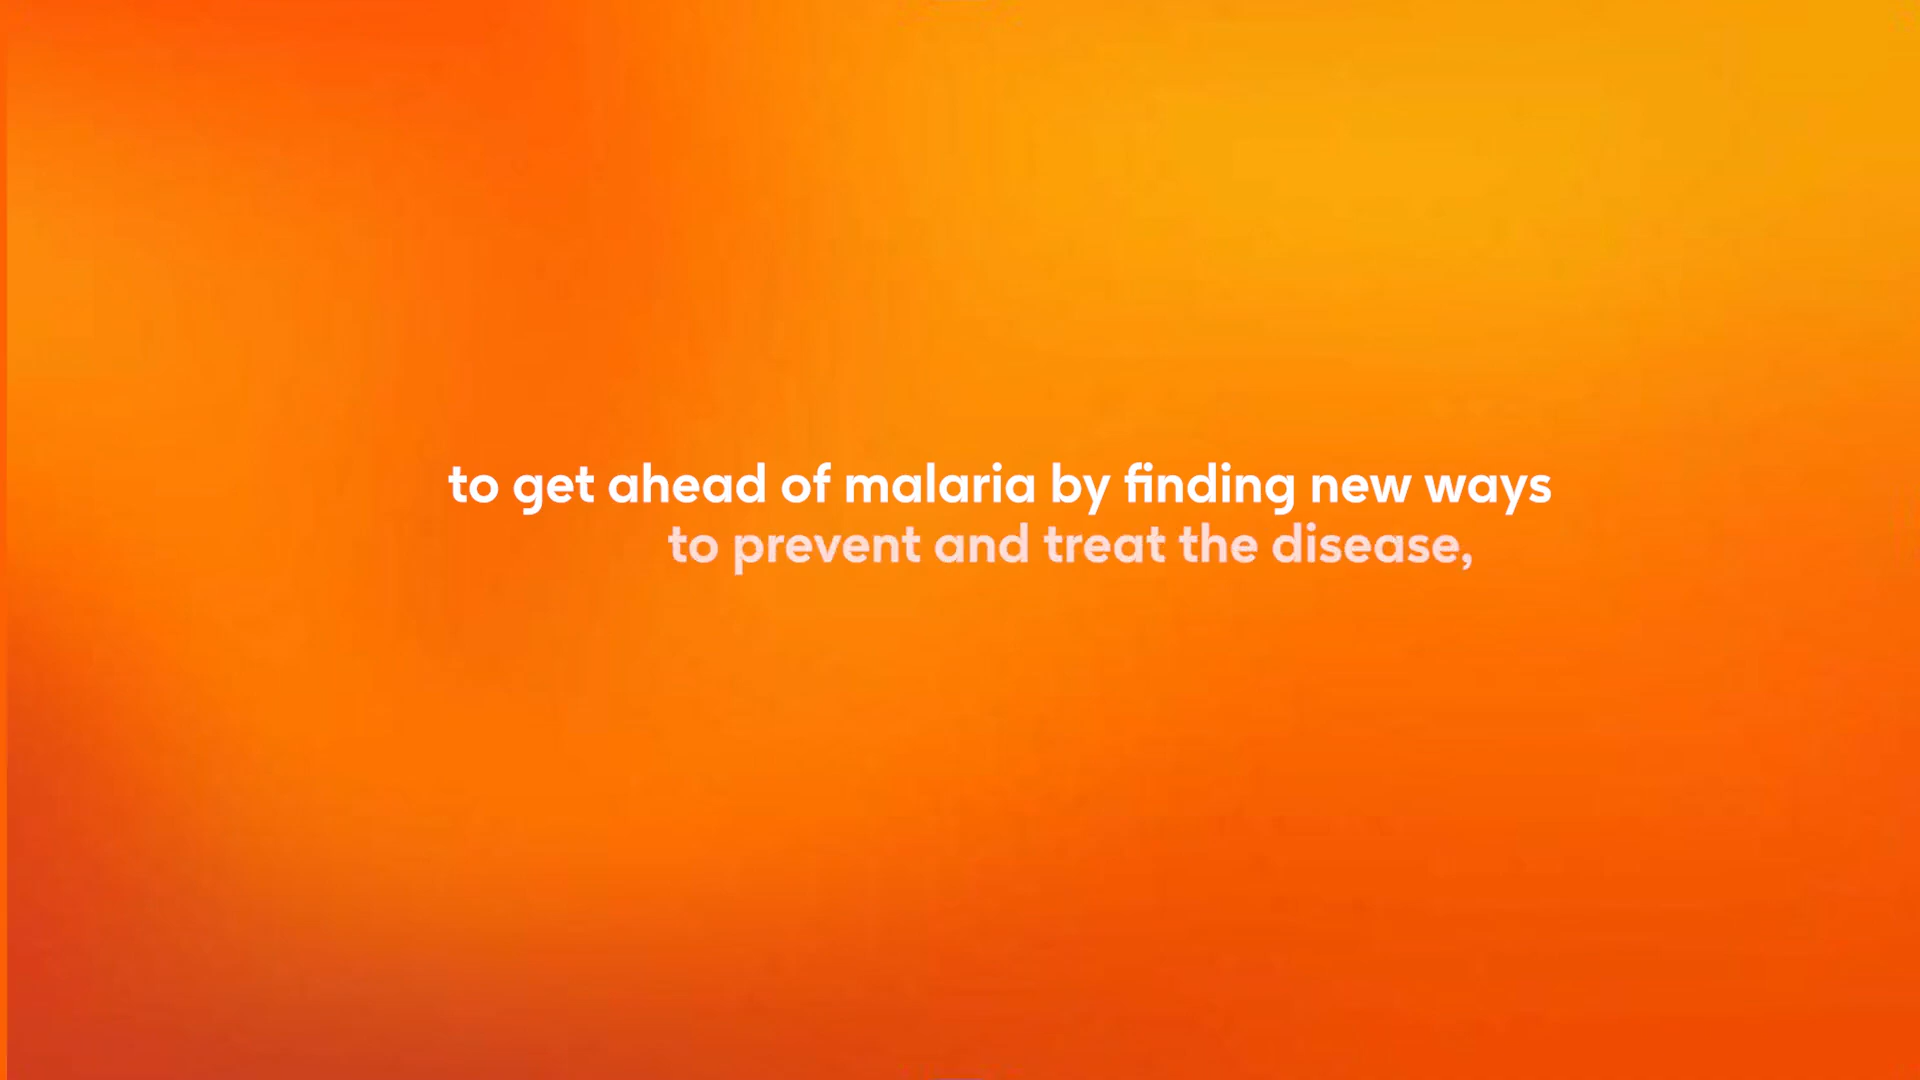 to get ahead of malaria by finding new ways
to prevent and treat the disease,